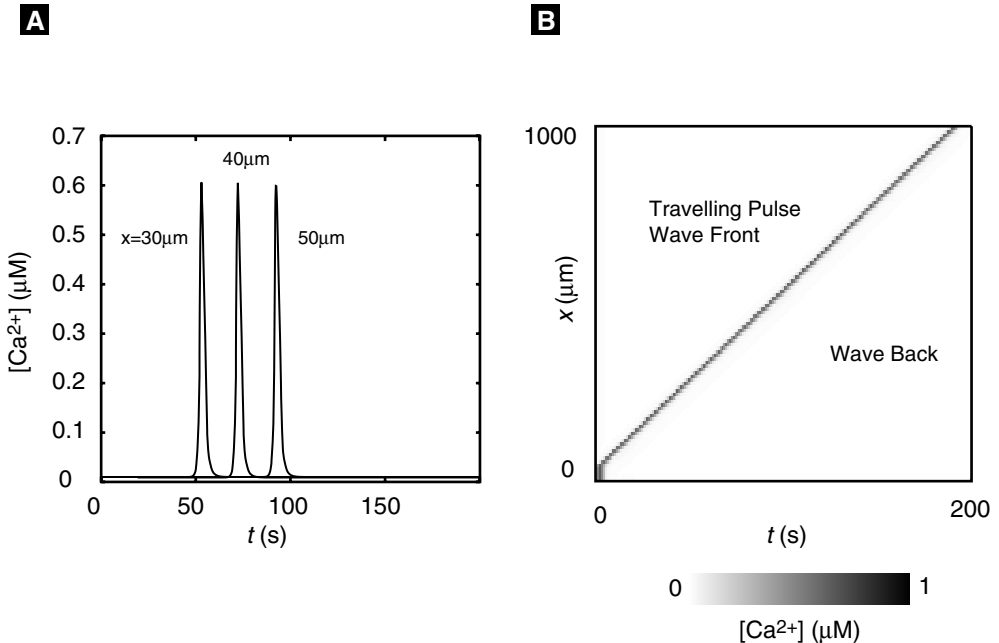 A
0.7
0.6
0.5
0.4
0.3
0.2
0.1
0
[Ca²⁺] (μM)
40μm
x=30μm
50μm
0
50
100
150
t (s)
B
1000
0
x (μm)
Travelling Pulse
Wave Front
Wave Back
0
200
t (s)
0
1
[Ca²⁺] (μM)